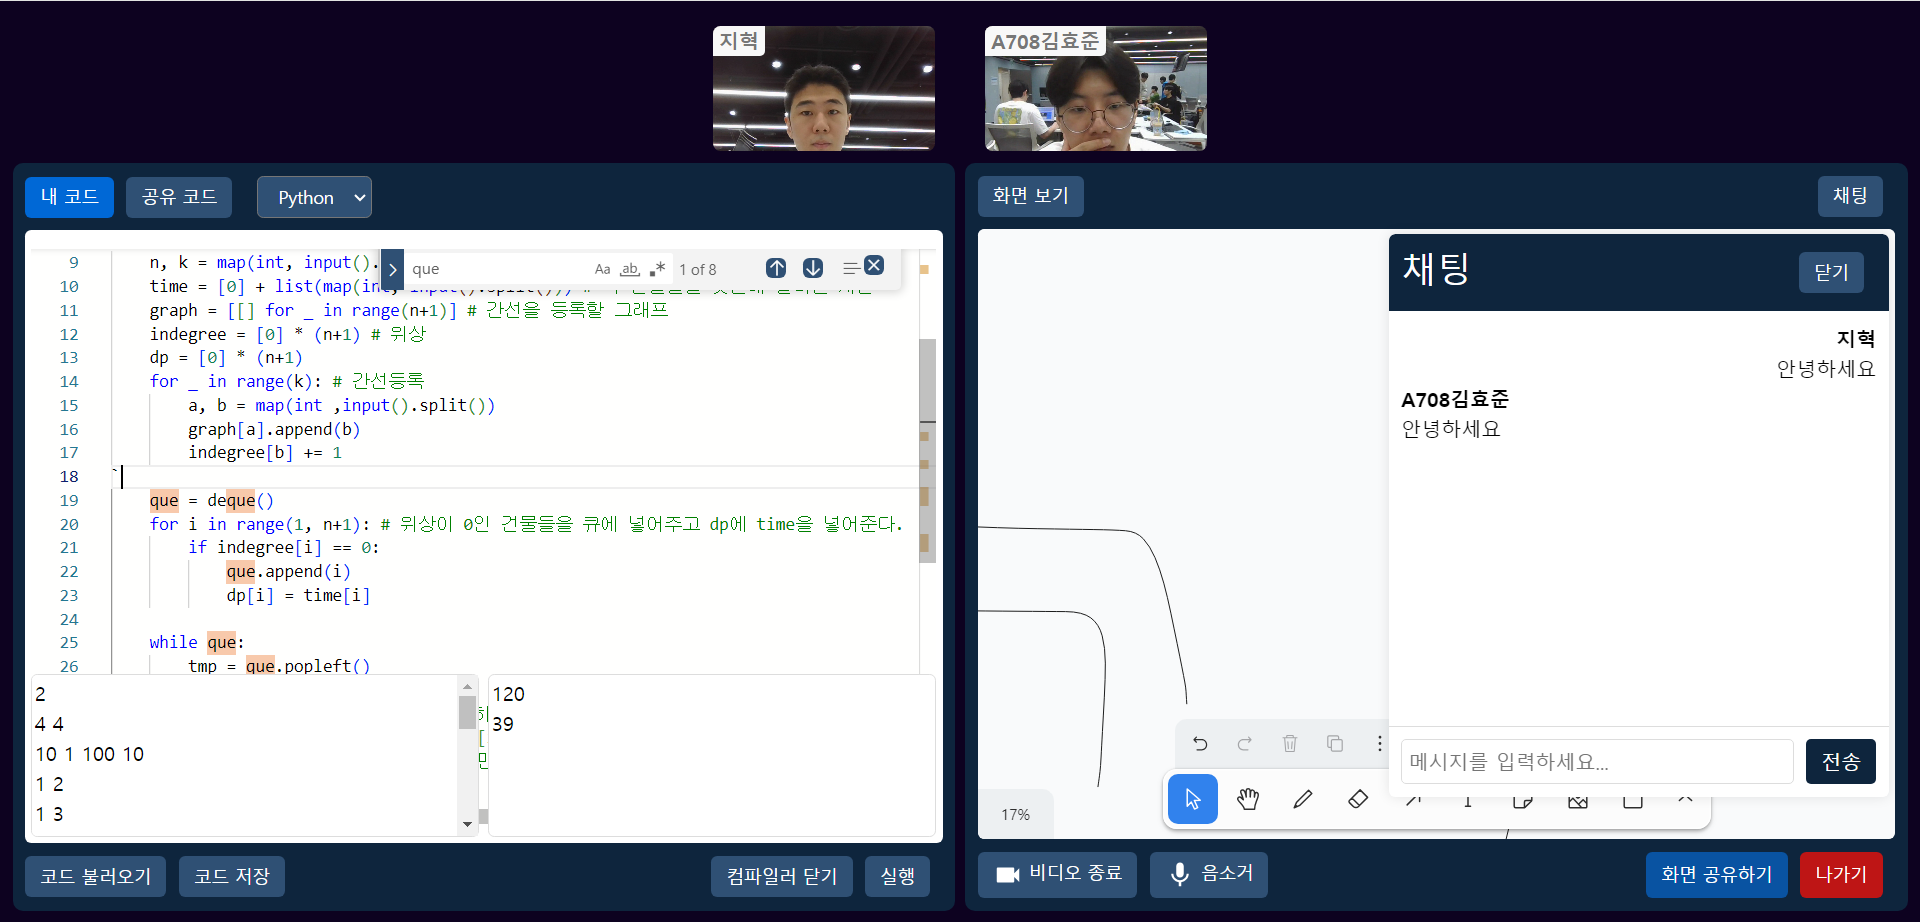 지혁
A708김효준
내 코드
공유 코드
Python
화면 보기
채팅
que
Aa
ab
1 of 8
9 n, k = map(int, input().
10 time = [0] + list(map(int, input().split())) #
11 graph = [[] for _ in range(n+1)] # 간선을 등록할 그래프
12 indegree = [0] * (n+1) # 위상
13 dp = [0] * (n+1)
14 for _ in range(k): # 간선등록
15 a, b = map(int ,input().split())
16 graph[a].append(b)
17 indegree[b] += 1
18 `
19 que = deque()
20 for i in range(1, n+1): # 위상이 0인 건물들을 큐에 넣어주고 dp에 time을 넣어준다.
21 if indegree[i] == 0:
22 que.append(i)
23 dp[i] = time[i]
24
25 while que:
26 tmp = que.popleft()
2
4 4
10 1 100 10
1 2
1 3
120
39
코드 불러오기
코드 저장
컴파일러 닫기
실행
채팅
닫기
지혁
안녕하세요
A708김효준
안녕하세요
메시지를 입력하세요...
전송
17%
비디오 종료
음소거
화면 공유하기
나가기